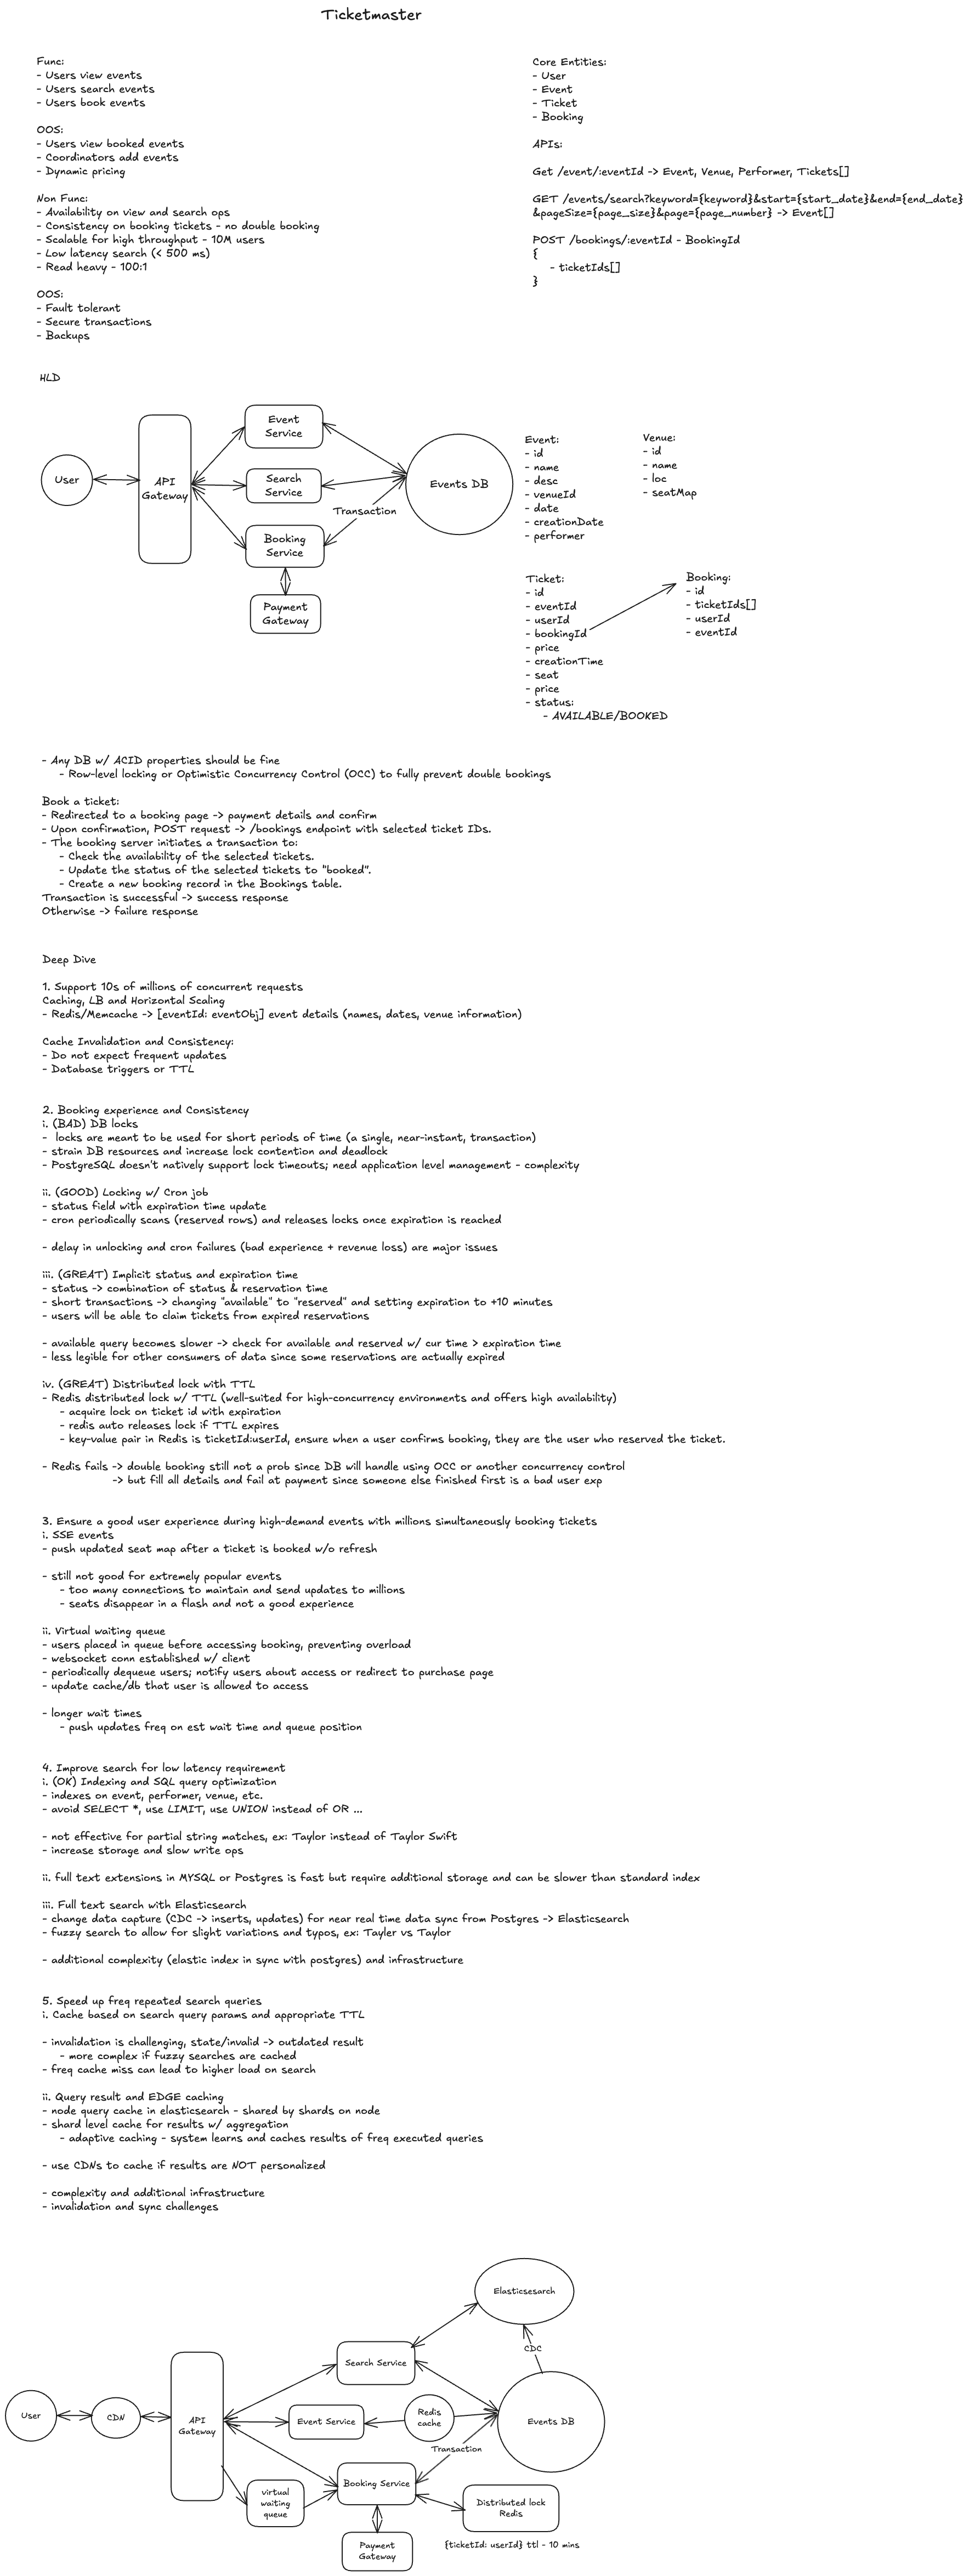 Ticketmaster
Func:
- Users view events
- Users search events
- Users book events
OOS:
- Users view booked events
- Coordinators add events
- Dynamic pricing
Non Func:
- Availability on view and search ops
- Consistency on booking tickets - no double booking
- Scalable for high throughput - 10M users
- Low latency search (< 500 ms)
- Read heavy - 100:1
OOS:
- Fault tolerant
- Secure transactions
- Backups
Core Entities:
- User
- Event
- Ticket
- Booking
APIs:
Get /event/:eventId -> Event, Venue, Performer, Tickets[]
GET /events/search?keyword={keyword}&start={start_date}&end={end_date}
&pageSize={page_size}&page={page_number} -> Event[]
POST /bookings/:eventId - BookingId
{
- ticketIds[]
}
HLD
User
API
Gateway
Event
Service
Search
Service
Booking
Service
Payment
Gateway
Transaction
Events DB
Event:
- id
- name
- desc
- venueId
- date
- creationDate
- performer
Venue:
- id
- name
- loc
- seatMap
Ticket:
- id
- eventId
- userId
- bookingId
- price
- creationTime
- seat
- price
- status:
- AVAILABLE/BOOKED
Booking:
- id
- ticketIds[]
- userId
- eventId
- Any DB w/ ACID properties should be fine
- Row-level locking or Optimistic Concurrency Control (OCC) to fully prevent double bookings
Book a ticket:
- Redirected to a booking page -> payment details and confirm
- Upon confirmation, POST request -> /bookings endpoint with selected ticket IDs.
- The booking server initiates a transaction to:
- Check the availability of the selected tickets.
- Update the status of the selected tickets to "booked".
- Create a new booking record in the Bookings table.
Transaction is successful -> success response
Otherwise -> failure response
Deep Dive
1. Support 10s of millions of concurrent requests
Caching, LB and Horizontal Scaling
- Redis/Memcache -> [eventId: eventObj] event details (names, dates, venue information)
Cache Invalidation and Consistency:
- Do not expect frequent updates
- Database triggers or TTL
2. Booking experience and Consistency
i. (BAD) DB locks
- locks are meant to be used for short periods of time (a single, near-instant, transaction)
- strain DB resources and increase lock contention and deadlock
- PostgreSQL doesn't natively support lock timeouts; need application level management - complexity
ii. (GOOD) Locking w/ Cron job
- status field with expiration time update
- cron periodically scans (reserved rows) and releases locks once expiration is reached
- delay in unlocking and cron failures (bad experience + revenue loss) are major issues
iii. (GREAT) Implicit status and expiration time
- status -> combination of status & reservation time
- short transactions -> changing "available" to "reserved" and setting expiration to +10 minutes
- users will be able to claim tickets from expired reservations
- available query becomes slower -> check for available and reserved w/ cur time > expiration time
- less legible for other consumers of data since some reservations are actually expired
iv. (GREAT) Distributed lock with TTL
- Redis distributed lock w/ TTL (well-suited for high-concurrency environments and offers high availability)
- acquire lock on ticket id with expiration
- redis auto releases lock if TTL expires
- key-value pair in Redis is ticketId:userId, ensure when a user confirms booking, they are the user who reserved the ticket.
- Redis fails -> double booking still not a prob since DB will handle using OCC or another concurrency control
-> but fill all details and fail at payment since someone else finished first is a bad user exp
3. Ensure a good user experience during high-demand events with millions simultaneously booking tickets
i. SSE events
- push updated seat map after a ticket is booked w/o refresh
- still not good for extremely popular events
- too many connections to maintain and send updates to millions
- seats disappear in a flash and not a good experience
ii. Virtual waiting queue
- users placed in queue before accessing booking, preventing overload
- websocket conn established w/ client
- periodically dequeue users; notify users about access or redirect to purchase page
- update cache/db that user is allowed to access
- longer wait times
- push updates freq on est wait time and queue position
4. Improve search for low latency requirement
i. (OK) Indexing and SQL query optimization
- indexes on event, performer, venue, etc.
- avoid SELECT *, use LIMIT, use UNION instead of OR ...
- not effective for partial string matches, ex: Taylor instead of Taylor Swift
- increase storage and slow write ops
ii. full text extensions in MYSQL or Postgres is fast but require additional storage and can be slower than standard index
iii. Full text search with Elasticsearch
- change data capture (CDC -> inserts, updates) for near real time data sync from Postgres -> Elasticsearch
- fuzzy search to allow for slight variations and typos, ex: Tayler vs Taylor
- additional complexity (elastic index in sync with postgres) and infrastructure
5. Speed up freq repeated search queries
i. Cache based on search query params and appropriate TTL
- invalidation is challenging, state/invalid -> outdated result
- more complex if fuzzy searches are cached
- freq cache miss can lead to higher load on search
ii. Query result and EDGE caching
- node query cache in elasticsearch - shared by shards on node
- shard level cache for results w/ aggregation
- adaptive caching - system learns and caches results of freq executed queries
- use CDNs to cache if results are NOT personalized
- complexity and additional infrastructure
- invalidation and sync challenges
Elasticsesarch
CDC
Search Service
User
CDN
API
Gateway
Event Service
Redis
cache
Events DB
Transaction
Booking Service
virtual
waiting
queue
Distributed lock
Redis
Payment
Gateway
{ticketId: userId} ttl - 10 mins